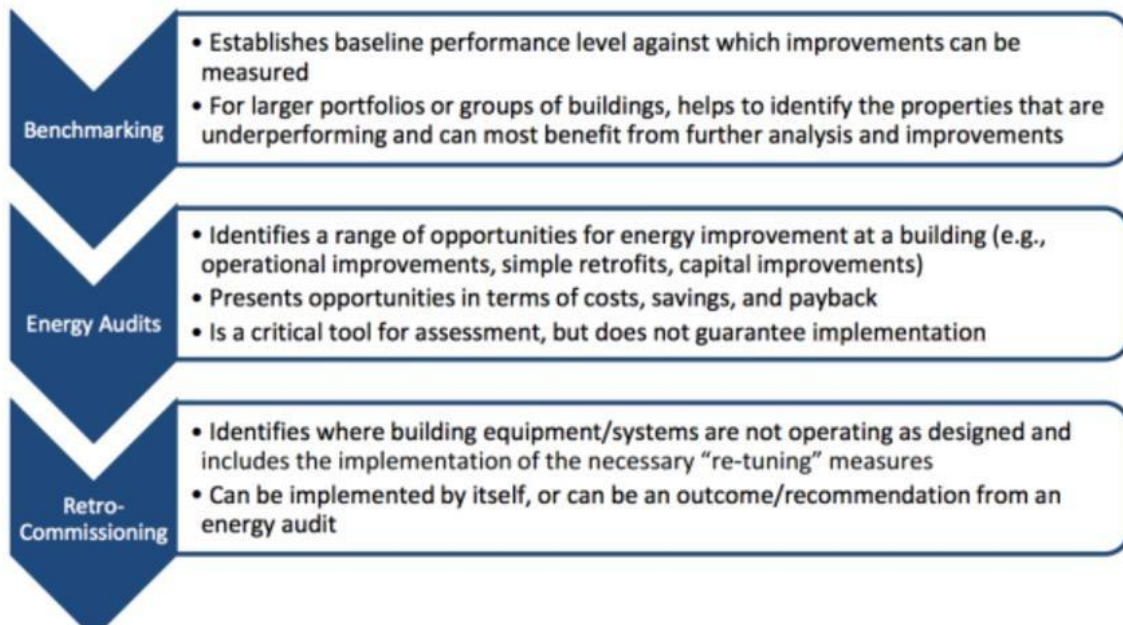 • Establishes baseline performance level against which improvements can be
measured
• For larger portfolios or groups of buildings, helps to identify the properties that are
underperforming and can most benefit from further analysis and improvements
Benchmarking
• Identifies a range of opportunities for energy improvement at a building (e.g.,
operational improvements, simple retrofits, capital improvements)
• Presents opportunities in terms of costs, savings, and payback
• Is a critical tool for assessment, but does not guarantee implementation
Energy Audits
• Identifies where building equipment/systems are not operating as designed and
includes the implementation of the necessary “re-tuning” measures
• Can be implemented by itself, or can be an outcome/recommendation from an
energy audit
Retro-
Commissioning